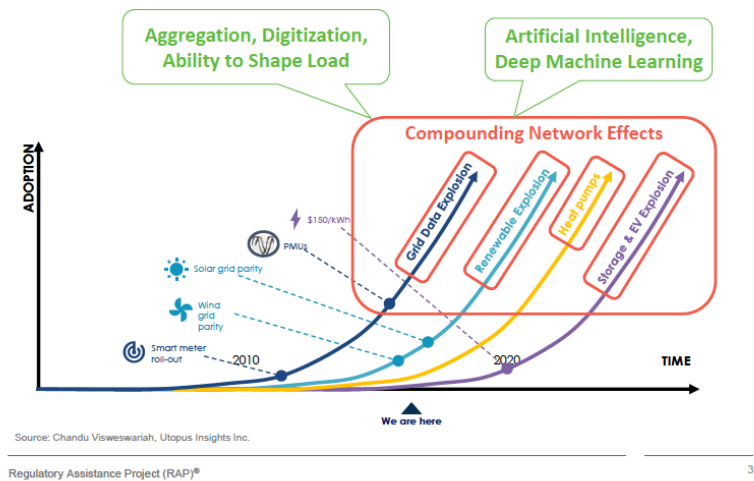 Aggregation, Digitization,
Ability to Shape Load
Artificial Intelligence,
Deep Machine Learning
Compounding Network Effects
ADOPTION
Grid Data Explosion
Renewable Explosion
Heat pumps
Storage & EV Explosion
$150/kWh
PMUs
Solar grid parity
Wind
grid
parity
Smart meter
roll-out
2010
2020
TIME
We are here
Source: Chandu Visweswariah, Utopus Insights Inc.
Regulatory Assistance Project (RAP)®
3